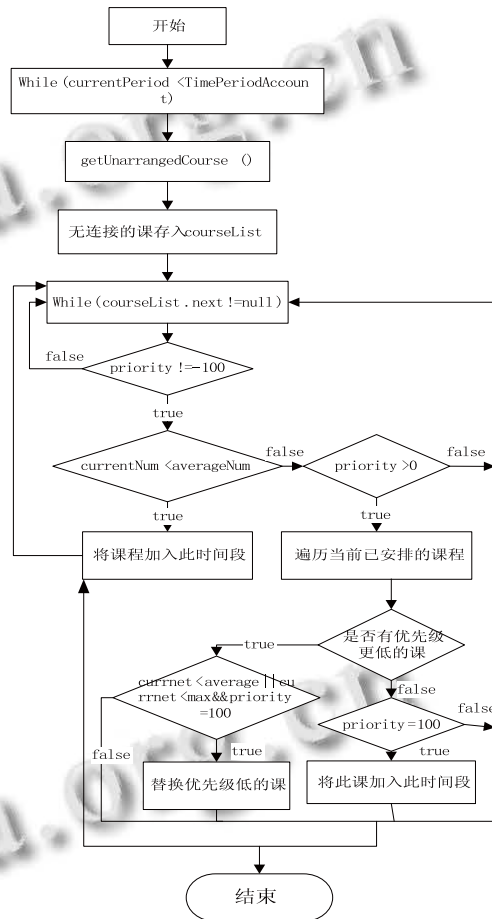 开始
While(currentPeriod <TimePeriodAccoun
t)
getUnarrangedCourse ()
无连接的课存入courseList
While(courseList.next!=null)
false
priority !=-100
true
currentNum <averageNum
false
priority >0
false
true
true
将课程加入此时间段
遍历当前已安排的课程
是否有优先级
更低的课
true
currnet <average ||cu
rrnet <max&&priority
=100
false
priority=100
false
false
true
true
替换优先级低的课
将此课加入此时间段
结束